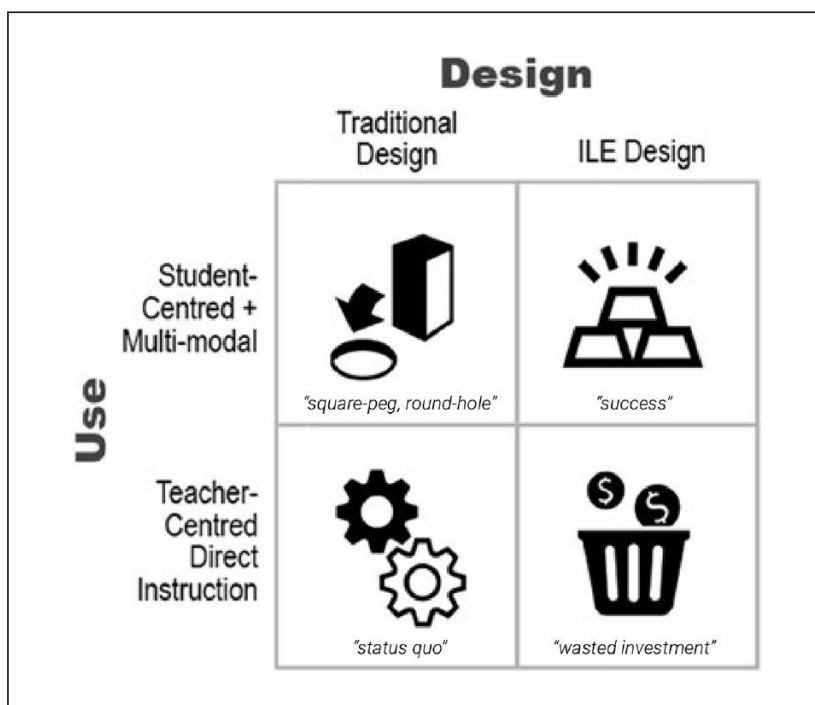 Design
Traditional
Design
ILE Design
Use
Student-
Centred +
Multi-modal
"square-peg, round-hole"
"success"
$
$
Teacher-
Centred
Direct
Instruction
"status quo"
"wasted investment"